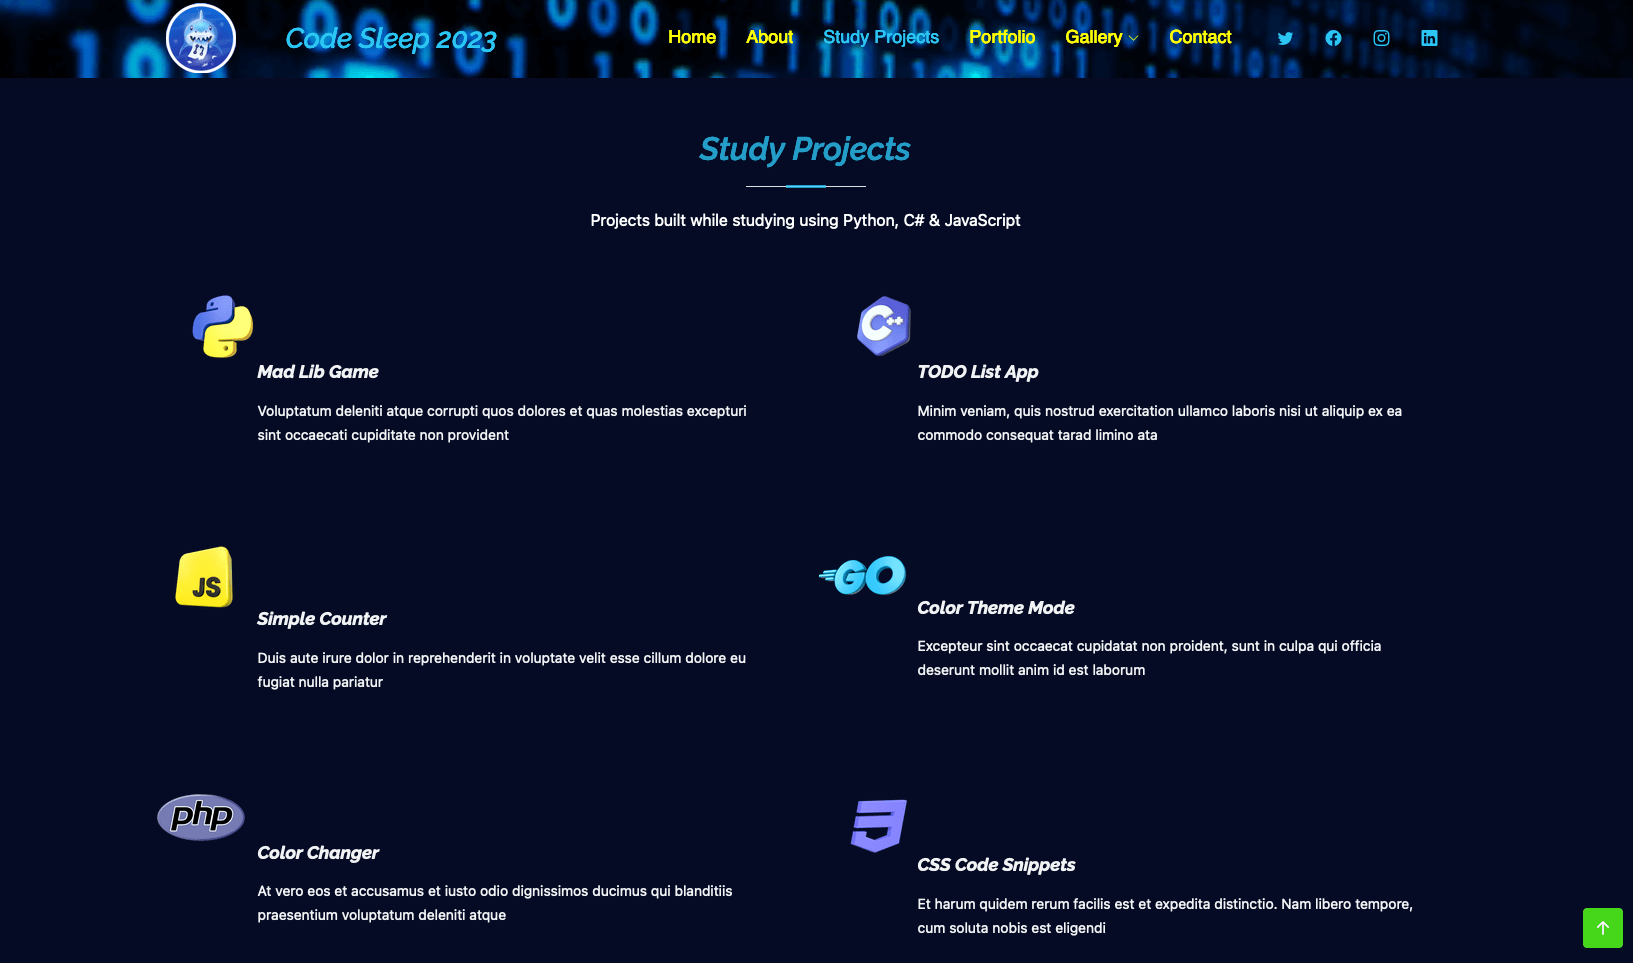 Code Sleep 2023
Home About Study Projects Portfolio Gallery Contact
Study Projects
Projects built while studying using Python, C# & JavaScript
C++
Mad Lib Game
Voluptatum deleniti atque corrupti quos dolores et quas molestias excepturi
sint occaecati cupiditate non provident
TODO List App
Minim veniam, quis nostrud exercitation ullamco laboris nisi ut aliquip ex ea
commodo consequat tarad limino ata
JS
Simple Counter
Duis aute irure dolor in reprehenderit in voluptate velit esse cillum dolore eu
fugiat nulla pariatur
GO
Color Theme Mode
Excepteur sint occaecat cupidatat non proident, sunt in culpa qui officia
deserunt mollit anim id est laborum
php
Color Changer
At vero eos et accusamus et iusto odio dignissimos ducimus qui blanditiis
praesentium voluptatum deleniti atque
3
CSS Code Snippets
Et harum quidem rerum facilis est et expedita distinctio. Nam libero tempore,
cum soluta nobis est eligendi